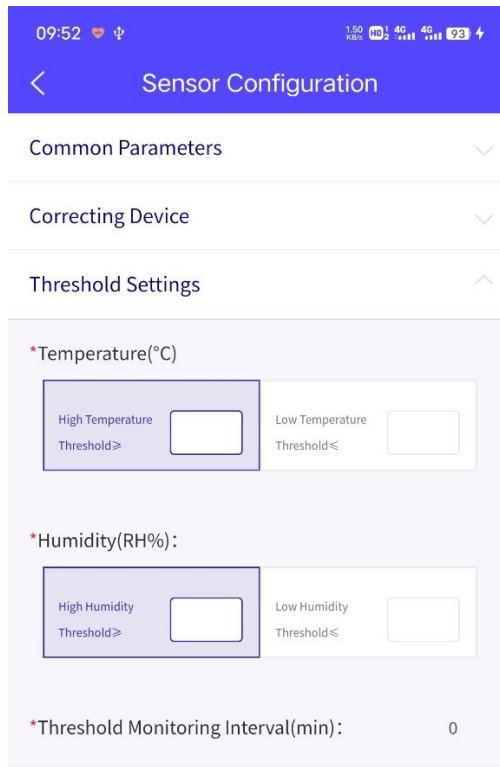 09:52
1.50 KB/s HD 1 2 4G 4G 93
Sensor Configuration
Common Parameters
Correcting Device
Threshold Settings
*Temperature(°C)
High Temperature
Threshold≥
Low Temperature
Threshold≤
*Humidity(RH%)：
High Humidity
Threshold≥
Low Humidity
Threshold≤
*Threshold Monitoring Interval(min)： 0